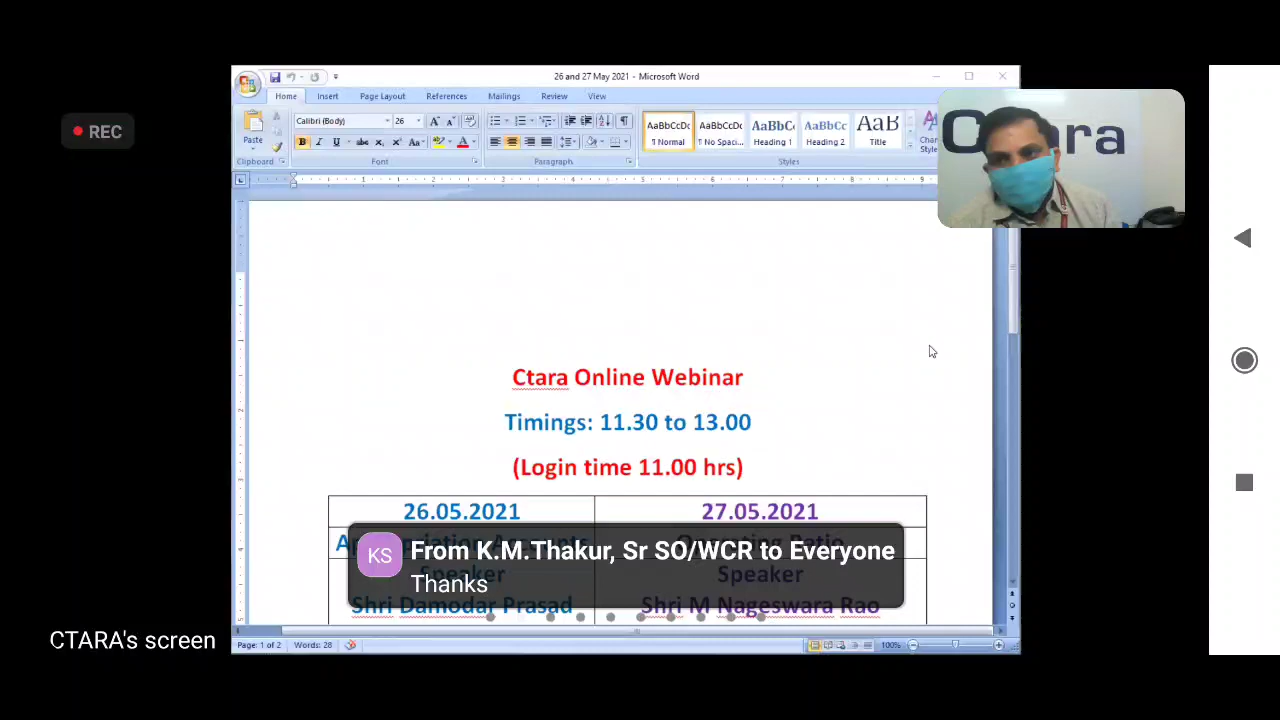 REC
26 and 27 May 2021 - Microsoft Word
Home Insert Page Layout References Mailings Review View
Paste
Calibri (Body) 26
AaBbCcDc AaBbCcDc AaBbC AaBbCc AaB
¶ Normal ¶ No Spaci... Heading 1 Heading 2 Title
Clipboard Font Paragraph Styles
Ctara
Ctara Online Webinar
Timings: 11.30 to 13.00
(Login time 11.00 hrs)
26.05.2021 27.05.2021
Operating Ratio
Speaker Speaker
Shri Damodar Prasad Shri M Nageswara Rao
KS From K.M.Thakur, Sr SO/WCR to Everyone
Thanks
CTARA's screen
Page: 1 of 2 Words: 28 100%